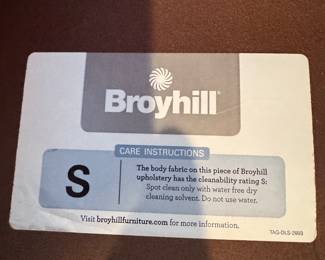 Broyhill®
CARE INSTRUCTIONS
S
The body fabric on this piece of Broyhill
upholstery has the cleanability rating S:
Spot clean only with water free dry
cleaning solvent. Do not use water.
Visit broyhillfurniture.com for more information.
TAG-DLS-2993